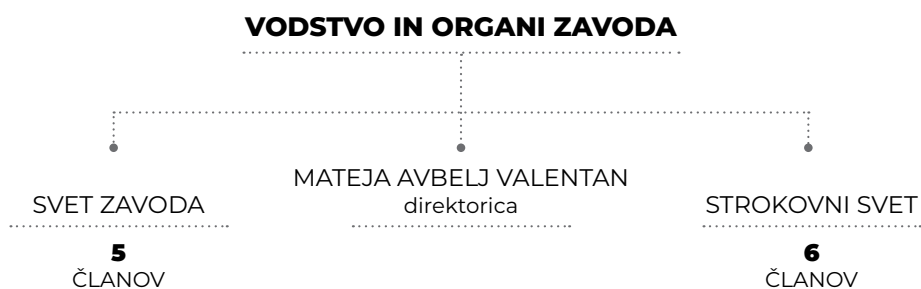 VODSTVO IN ORGANI ZAVODA
SVET ZAVODA
5
ČLANOV
MATEJA AVBELJ VALENTAN
direktorica
STROKOVNI SVET
6
ČLANOV